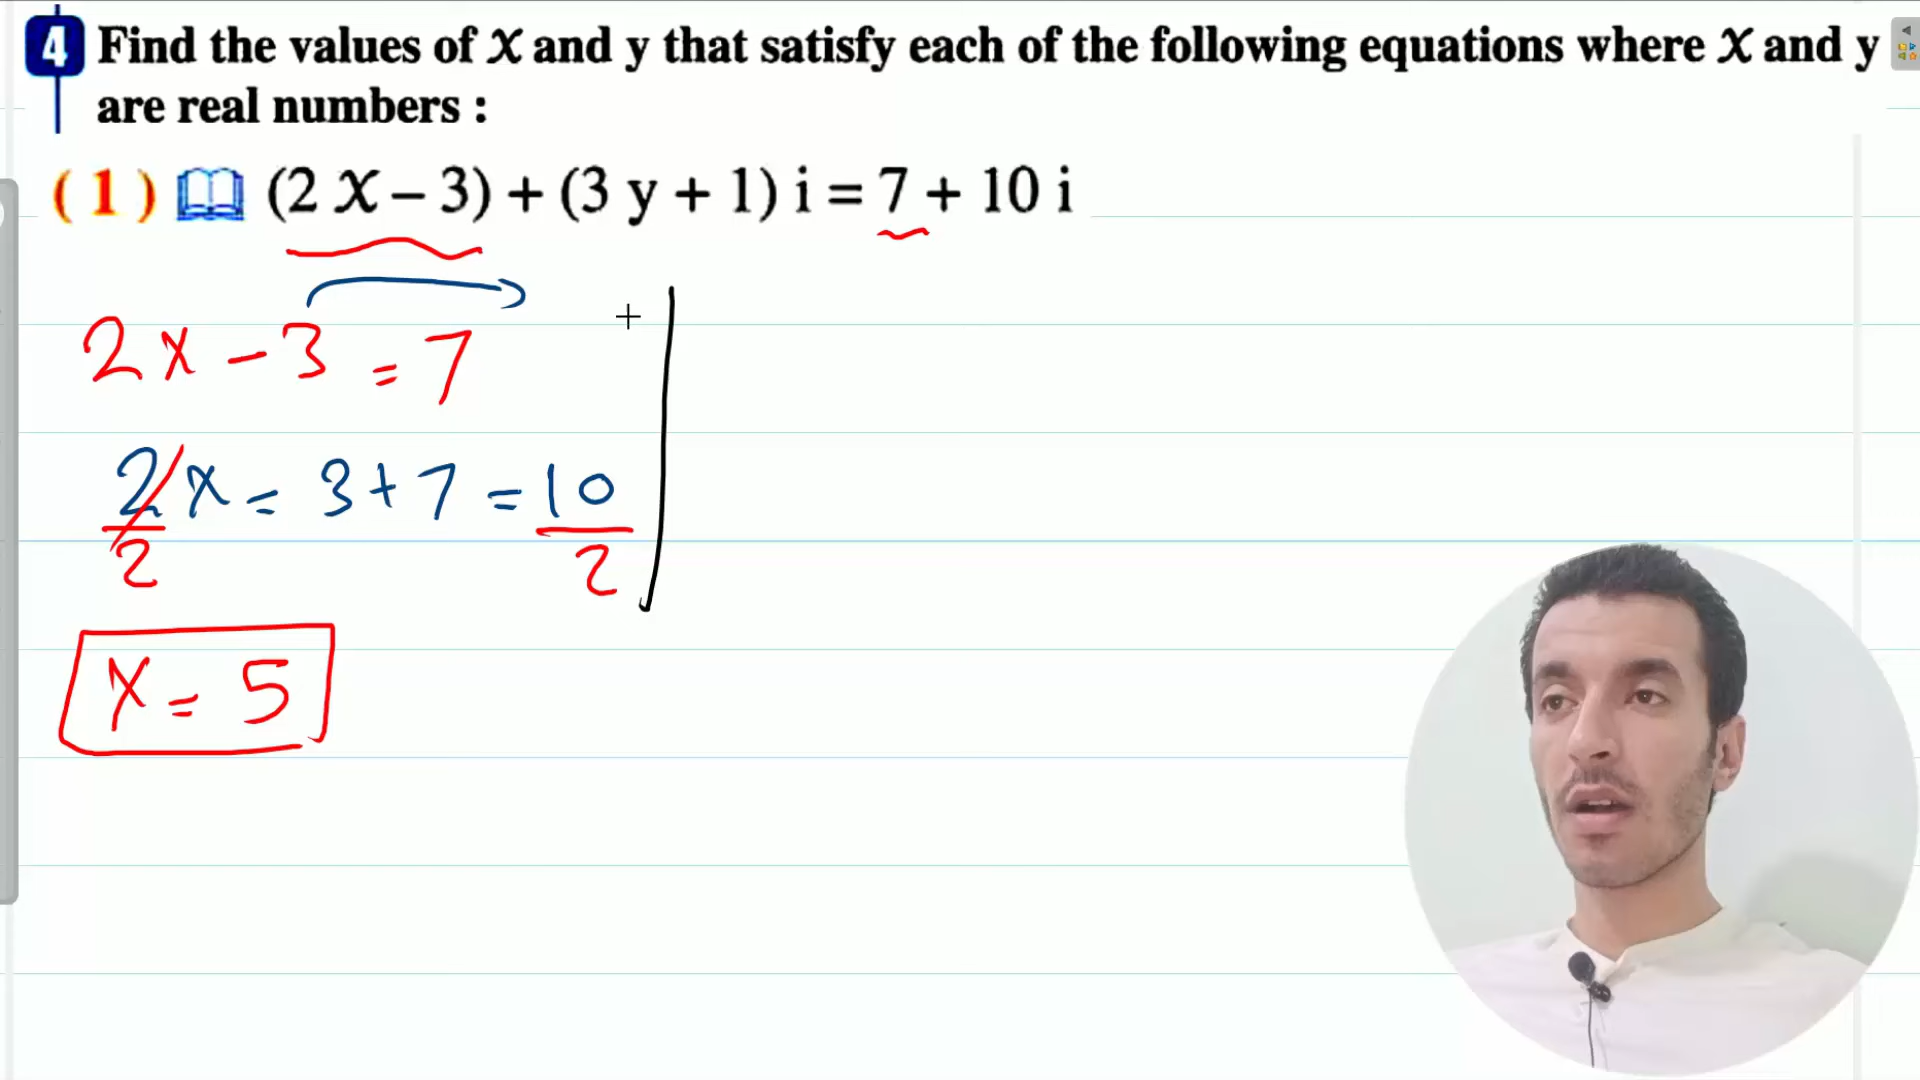 4 Find the values of x and y that satisfy each of the following equations where x and y
are real numbers :
( 1 ) (2 x – 3) + (3 y + 1) i = 7 + 10 i
2x - 3 = 7
2x = 3 + 7 = 10
2 2
x = 5